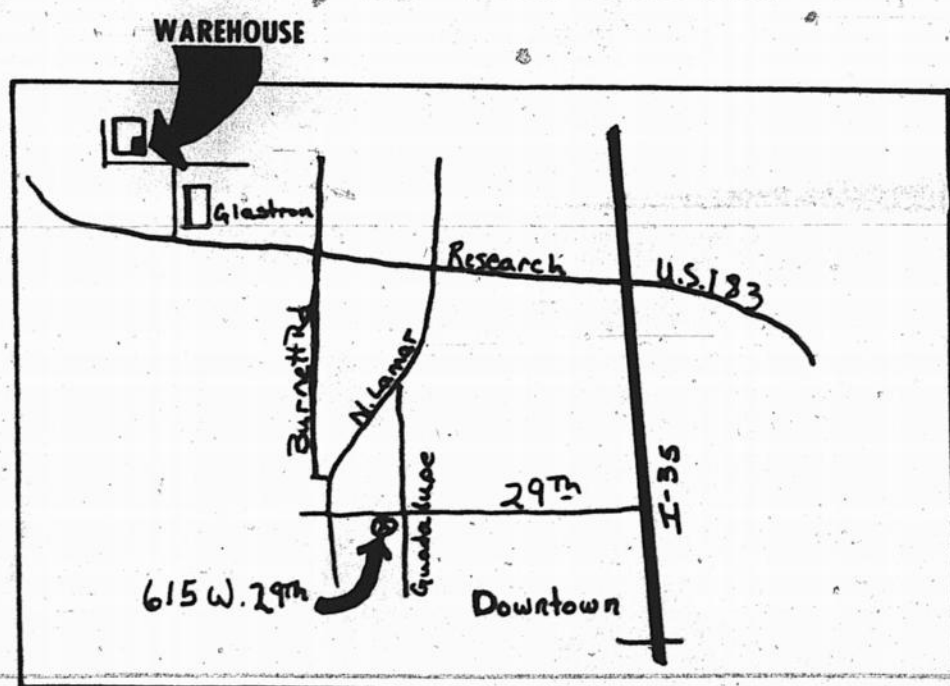 WAREHOUSE
Glastron
Research
U.S. 183
Burnett Rd
N. Lamar
Guadalupe
29Th
I-35
615 W. 29Th
Downtown